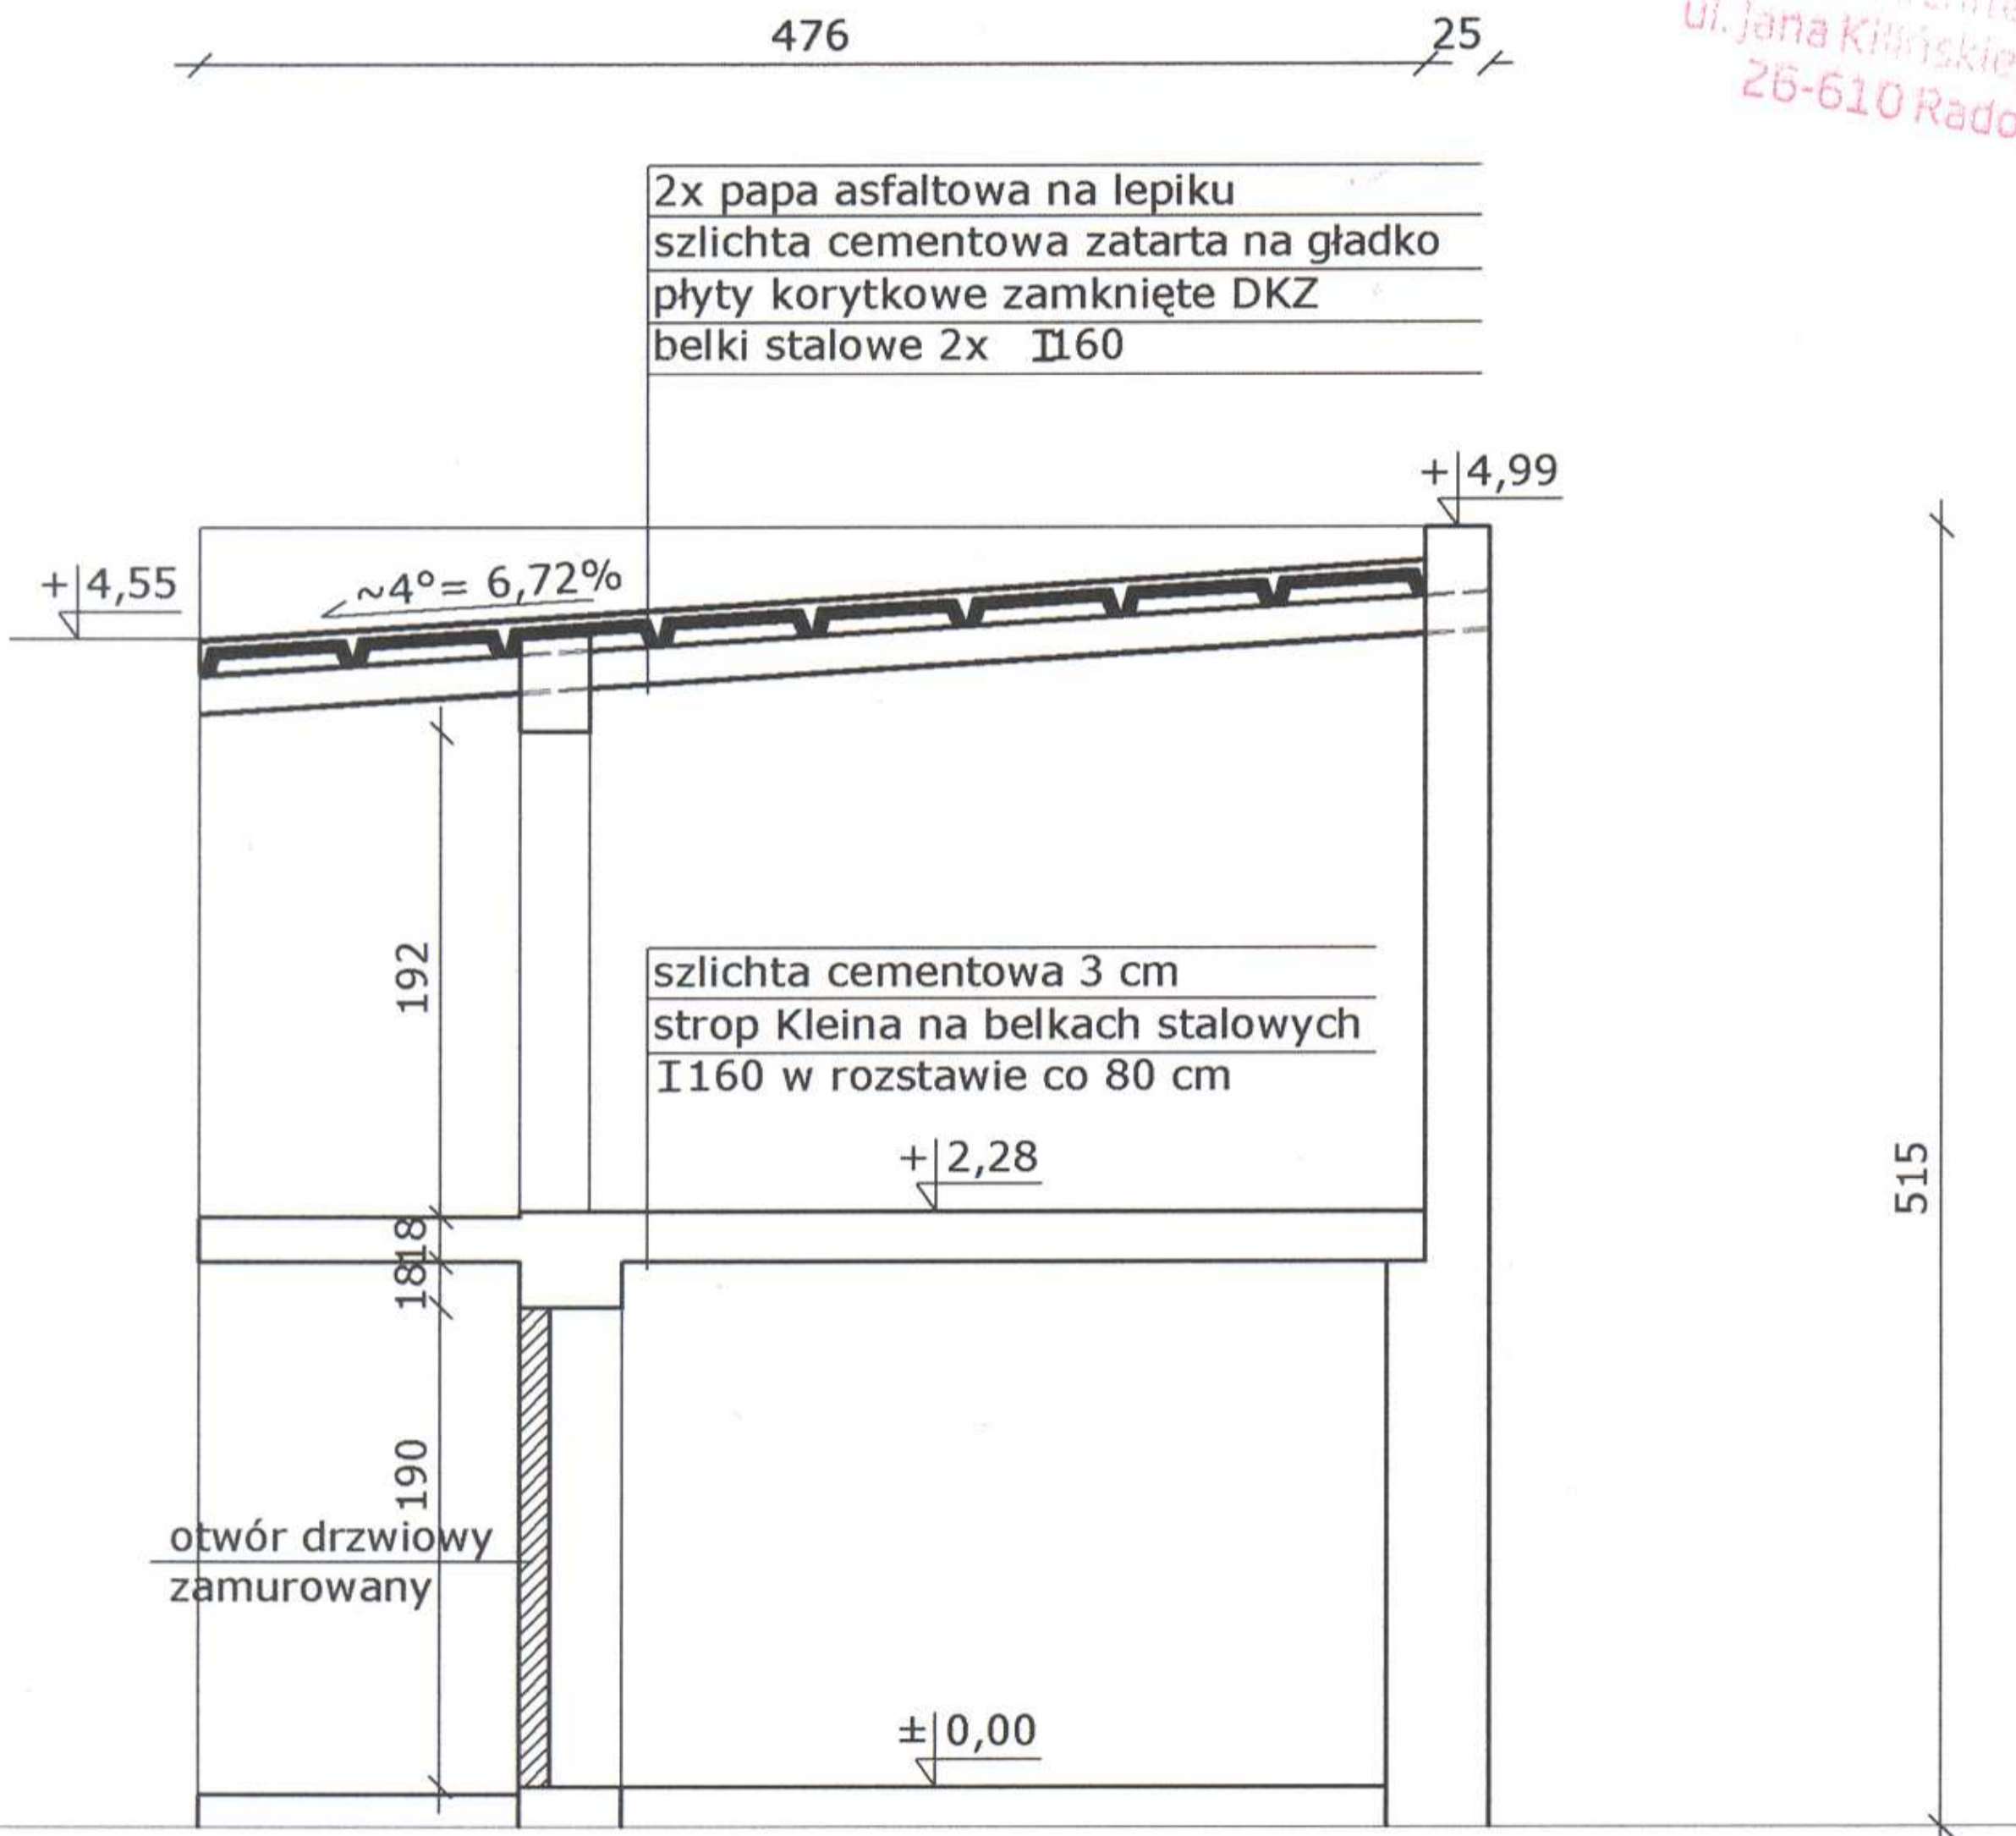 476
25
ul. Jana
26-610
2x papa asfaltowa na lepiku
szlichta cementowa zatarta na gładko
płyty korytkowe zamknięte DKZ
belki stalowe 2x I160
+4,99
+4,55
~4°= 6,72%
192
szlichta cementowa 3 cm
strop Kleina na belkach stalowych
I160 w rozstawie co 80 cm
+2,28
515
18
18
190
otwór drzwiowy
zamurowany
±0,00